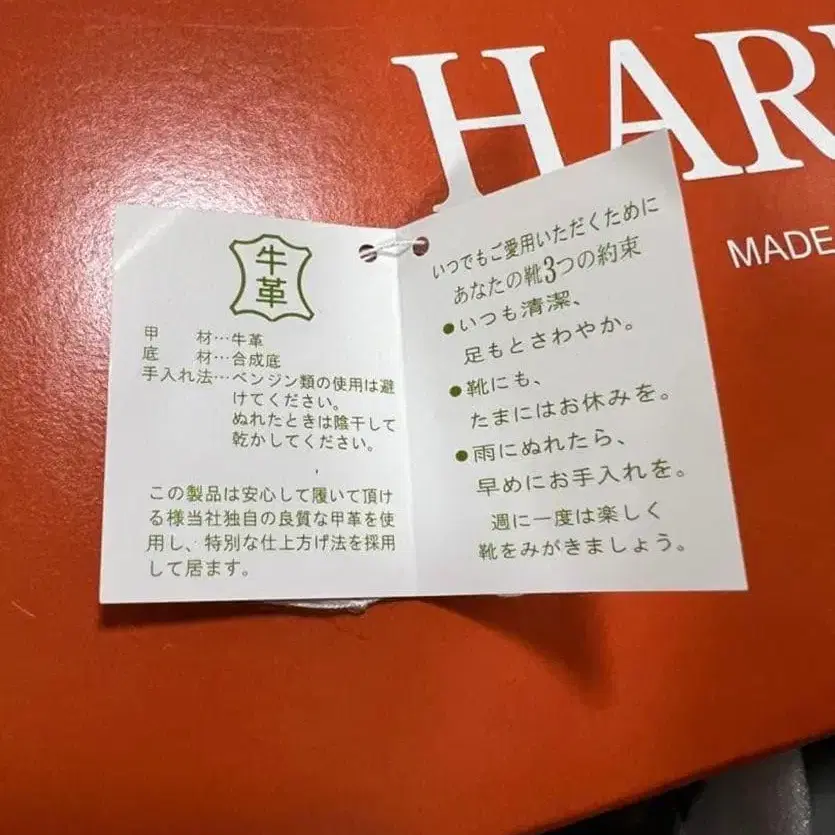 HAR
MADE
牛
革
甲 材…牛革
底 材…合成底
手入れ法…ベンジン類の使用は避
けてください。
ぬれたときは陰干して
乾かしてください。
この製品は安心して履いて頂け
る様当社独自の良質な甲革を使
用し、特別な仕上方げ法を採用
して居ます。
いつでもご愛用いただくために
あなたの靴3つの約束
●いつも清潔、
足もとさわやか。
●靴にも、
たまにはお休みを。
●雨にぬれたら、
早めにお手入れを。
週に一度は楽しく
靴をみがきましょう。